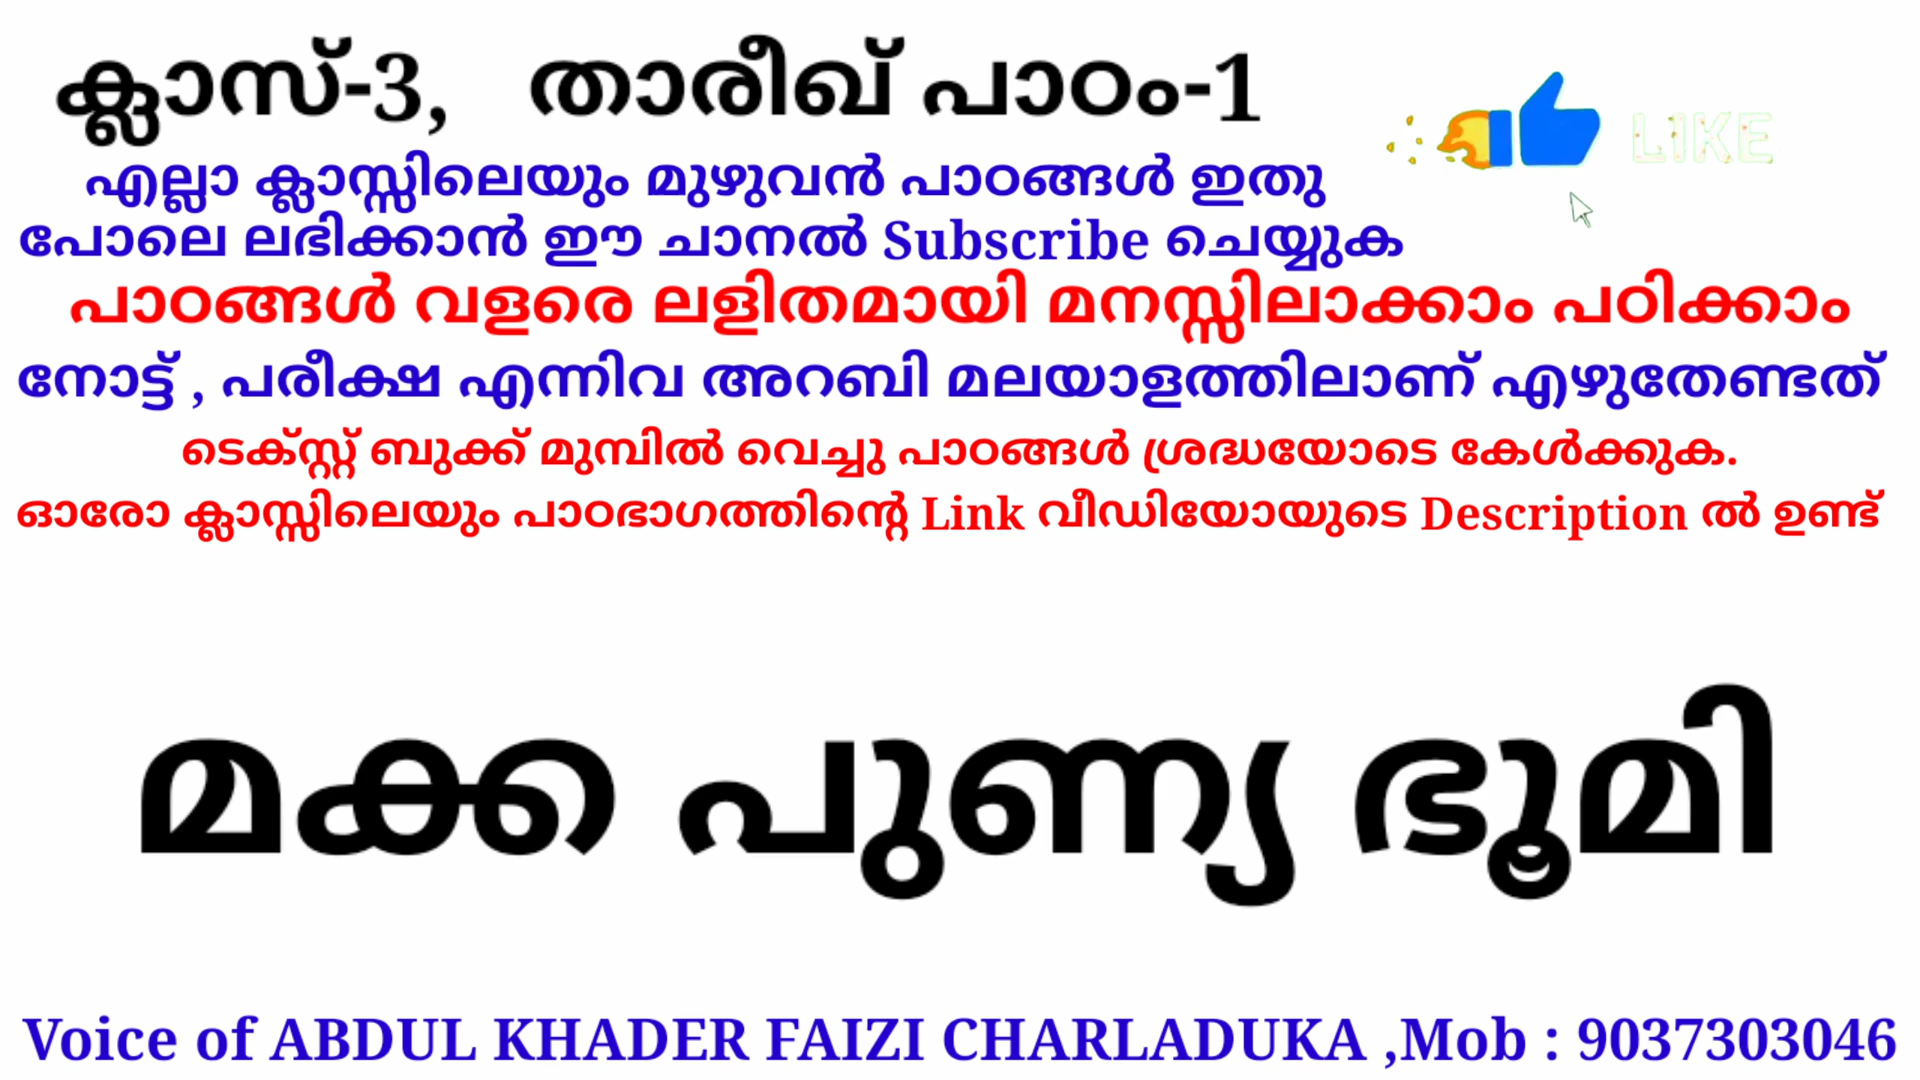 ക്ലാസ്-3, താരീഖ് പാഠം-1
LIKE
എല്ലാ ക്ലാസ്സിലെയും മുഴുവൻ പാഠങ്ങൾ ഇതു
പോലെ ലഭിക്കാൻ ഈ ചാനൽ Subscribe ചെയ്യുക
പാഠങ്ങൾ വളരെ ലളിതമായി മനസ്സിലാക്കാം പഠിക്കാം
നോട്ട് , പരീക്ഷ എന്നിവ അറബി മലയാളത്തിലാണ് എഴുതേണ്ടത്
ടെക്സ്റ്റ് ബുക്ക് മുമ്പിൽ വെച്ചു പാഠങ്ങൾ ശ്രദ്ധയോടെ കേൾക്കുക.
ഓരോ ക്ലാസ്സിലെയും പാഠഭാഗത്തിന്റെ Link വീഡിയോയുടെ Description ൽ ഉണ്ട്
മക്ക പുണ്യ ഭൂമി
Voice of ABDUL KHADER FAIZI CHARLADUKA ,Mob : 9037303046